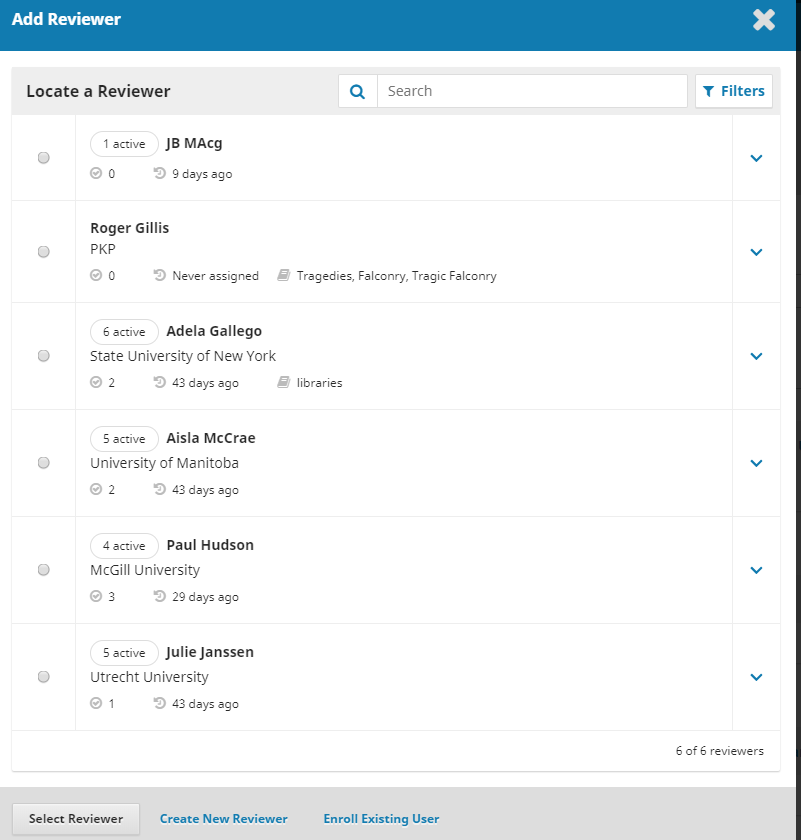 Add Reviewer
Locate a Reviewer Search Filters
1 active JB MAcg
0 9 days ago
Roger Gillis
PKP
0 Never assigned Tragedies, Falconry, Tragic Falconry
6 active Adela Gallego
State University of New York
2 43 days ago libraries
5 active Aisla McCrae
University of Manitoba
2 43 days ago
4 active Paul Hudson
McGill University
3 29 days ago
5 active Julie Janssen
Utrecht University
1 43 days ago
6 of 6 reviewers
Select Reviewer Create New Reviewer Enroll Existing User